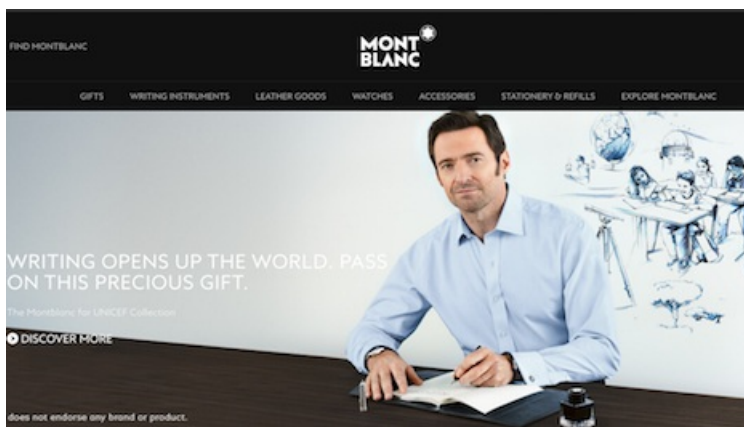 FIND MONTBLANC
MONT
BLANC
GIFTS WRITING INSTRUMENTS LEATHER GOODS WATCHES ACCESSORIES STATIONERY & REFILLS EXPLORE MONTBLANC
WRITING OPENS UP THE WORLD. PASS
ON THIS PRECIOUS GIFT.
The Montblanc for UNICEF Collection
DISCOVER MORE
does not endorse any brand or product.